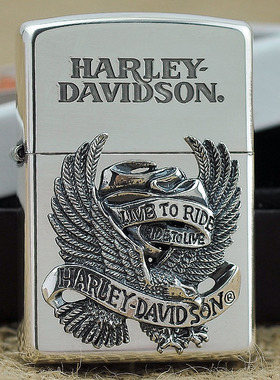 HARLEY-
DAVIDSON.
LIVE TO RIDE
RIDE TO LIVE
HARLEY-DAVIDSON®